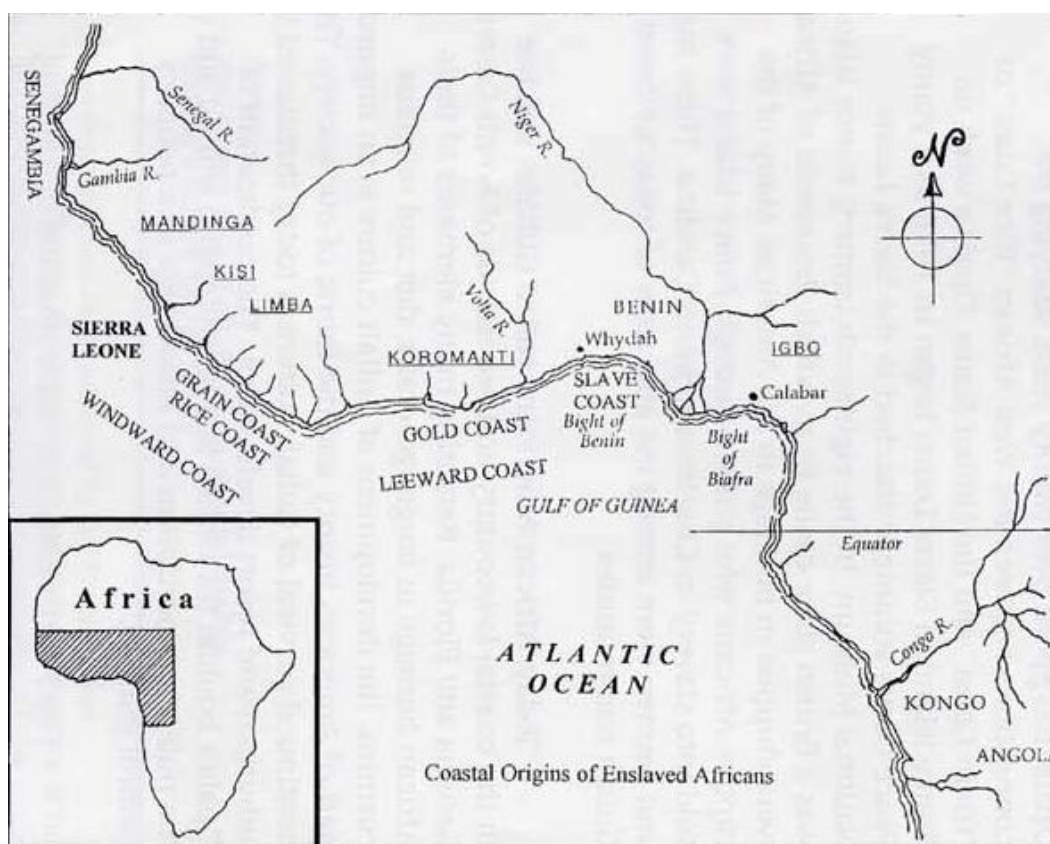 SENEGAMBIA
Senegal R.
Gambia R.
MANDINGA
KISI
LIMBA
SIERRA
LEONE
GRAIN COAST
RICE COAST
WINDWARD COAST
Niger R.
Volta R.
KOROMANTI
GOLD COAST
LEEWARD COAST
BENIN
Whydah
SLAVE
COAST
Bight of
Benin
IGBO
Calabar
Bight
of
Biafra
GULF OF GUINEA
N
Equator
Congo R.
KONGO
ANGOLA
ATLANTIC
OCEAN
Africa
Coastal Origins of Enslaved Africans